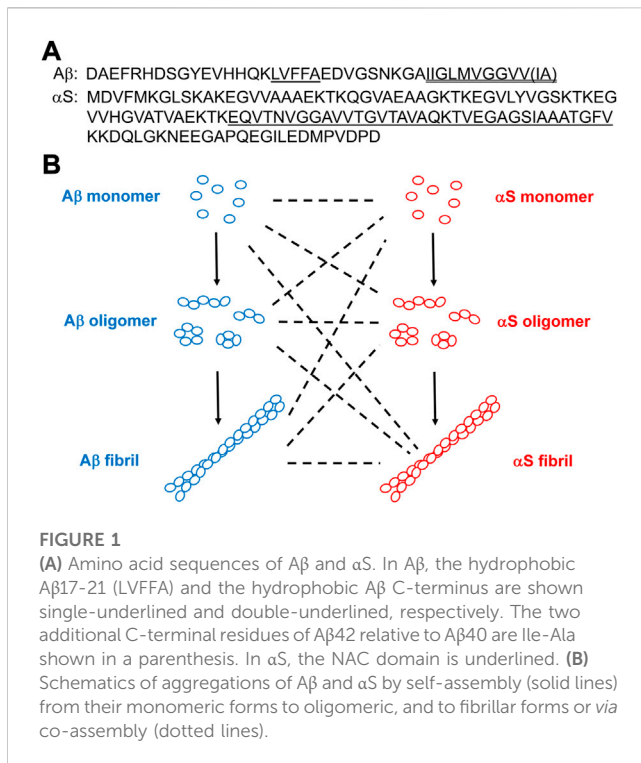 A
Aβ: DAEFRHDSGYEVHHQKLVFFAEDVGSNKGAIIGLMVGGVV(IA)
αS: MDVFMKGLSKAKEGVVAAAEKTKQGVAEAAGKTKEGVLYVGSKTKEG
VVHGVATVAEKTKEQVTNVGGAVVTGVTAVAQKTVEGAGSIAAATGFV
KKDQLGKNEEGAPQEGILEDMPVDPD
B
Aβ monomer
αS monomer
Aβ oligomer
αS oligomer
Aβ fibril
αS fibril
FIGURE 1
(A) Amino acid sequences of Aβ and αS. In Aβ, the hydrophobic
Aβ17-21 (LVFFA) and the hydrophobic Aβ C-terminus are shown
single-underlined and double-underlined, respectively. The two
additional C-terminal residues of Aβ42 relative to Aβ40 are Ile-Ala
shown in a parenthesis. In αS, the NAC domain is underlined. (B)
Schematics of aggregations of Aβ and αS by self-assembly (solid lines)
from their monomeric forms to oligomeric, and to fibrillar forms or via
co-assembly (dotted lines).